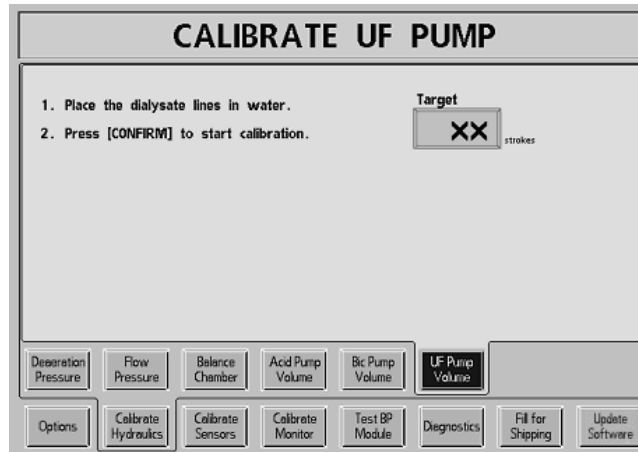 CALIBRATE UF PUMP
1. Place the dialysate lines in water.
Target
2. Press [CONFIRM] to start calibration.
XX strokes
Deaeration Pressure
Flow Pressure
Balance Chamber
Acid Pump Volume
Bic Pump Volume
UF Pump Volume
Options
Calibrate Hydraulics
Calibrate Sensors
Calibrate Monitor
Test BP Module
Diagnostics
Fill for Shipping
Update Software